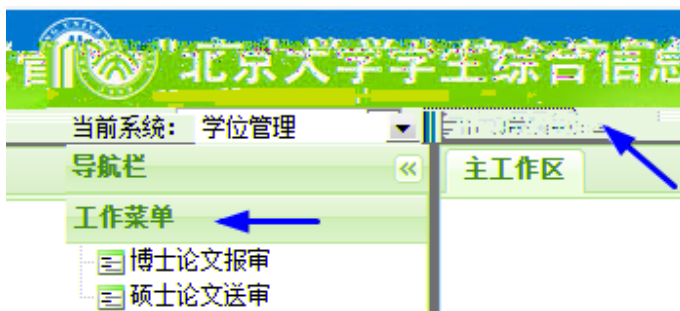 北京大学学生综合信息
当前系统： 学位管理
导航栏
主工作区
工作菜单
博士论文报审
硕士论文送审